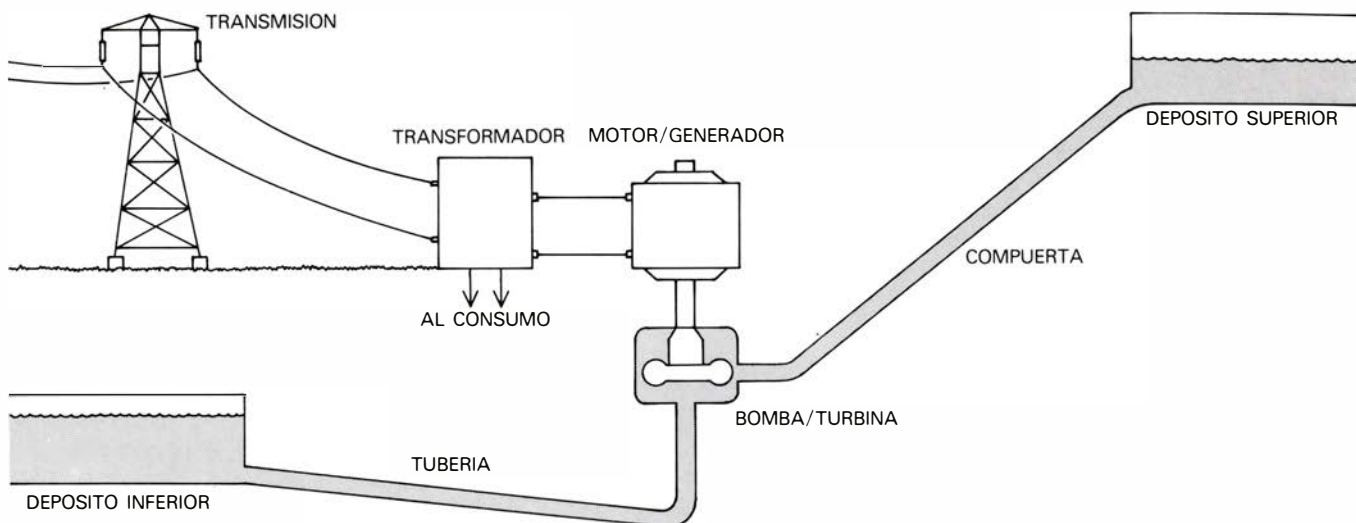 TRANSMISION
TRANSFORMADOR
MOTOR/GENERADOR
DEPOSITO SUPERIOR
COMPUERTA
AL CONSUMO
BOMBA/TURBINA
TUBERIA
DEPOSITO INFERIOR